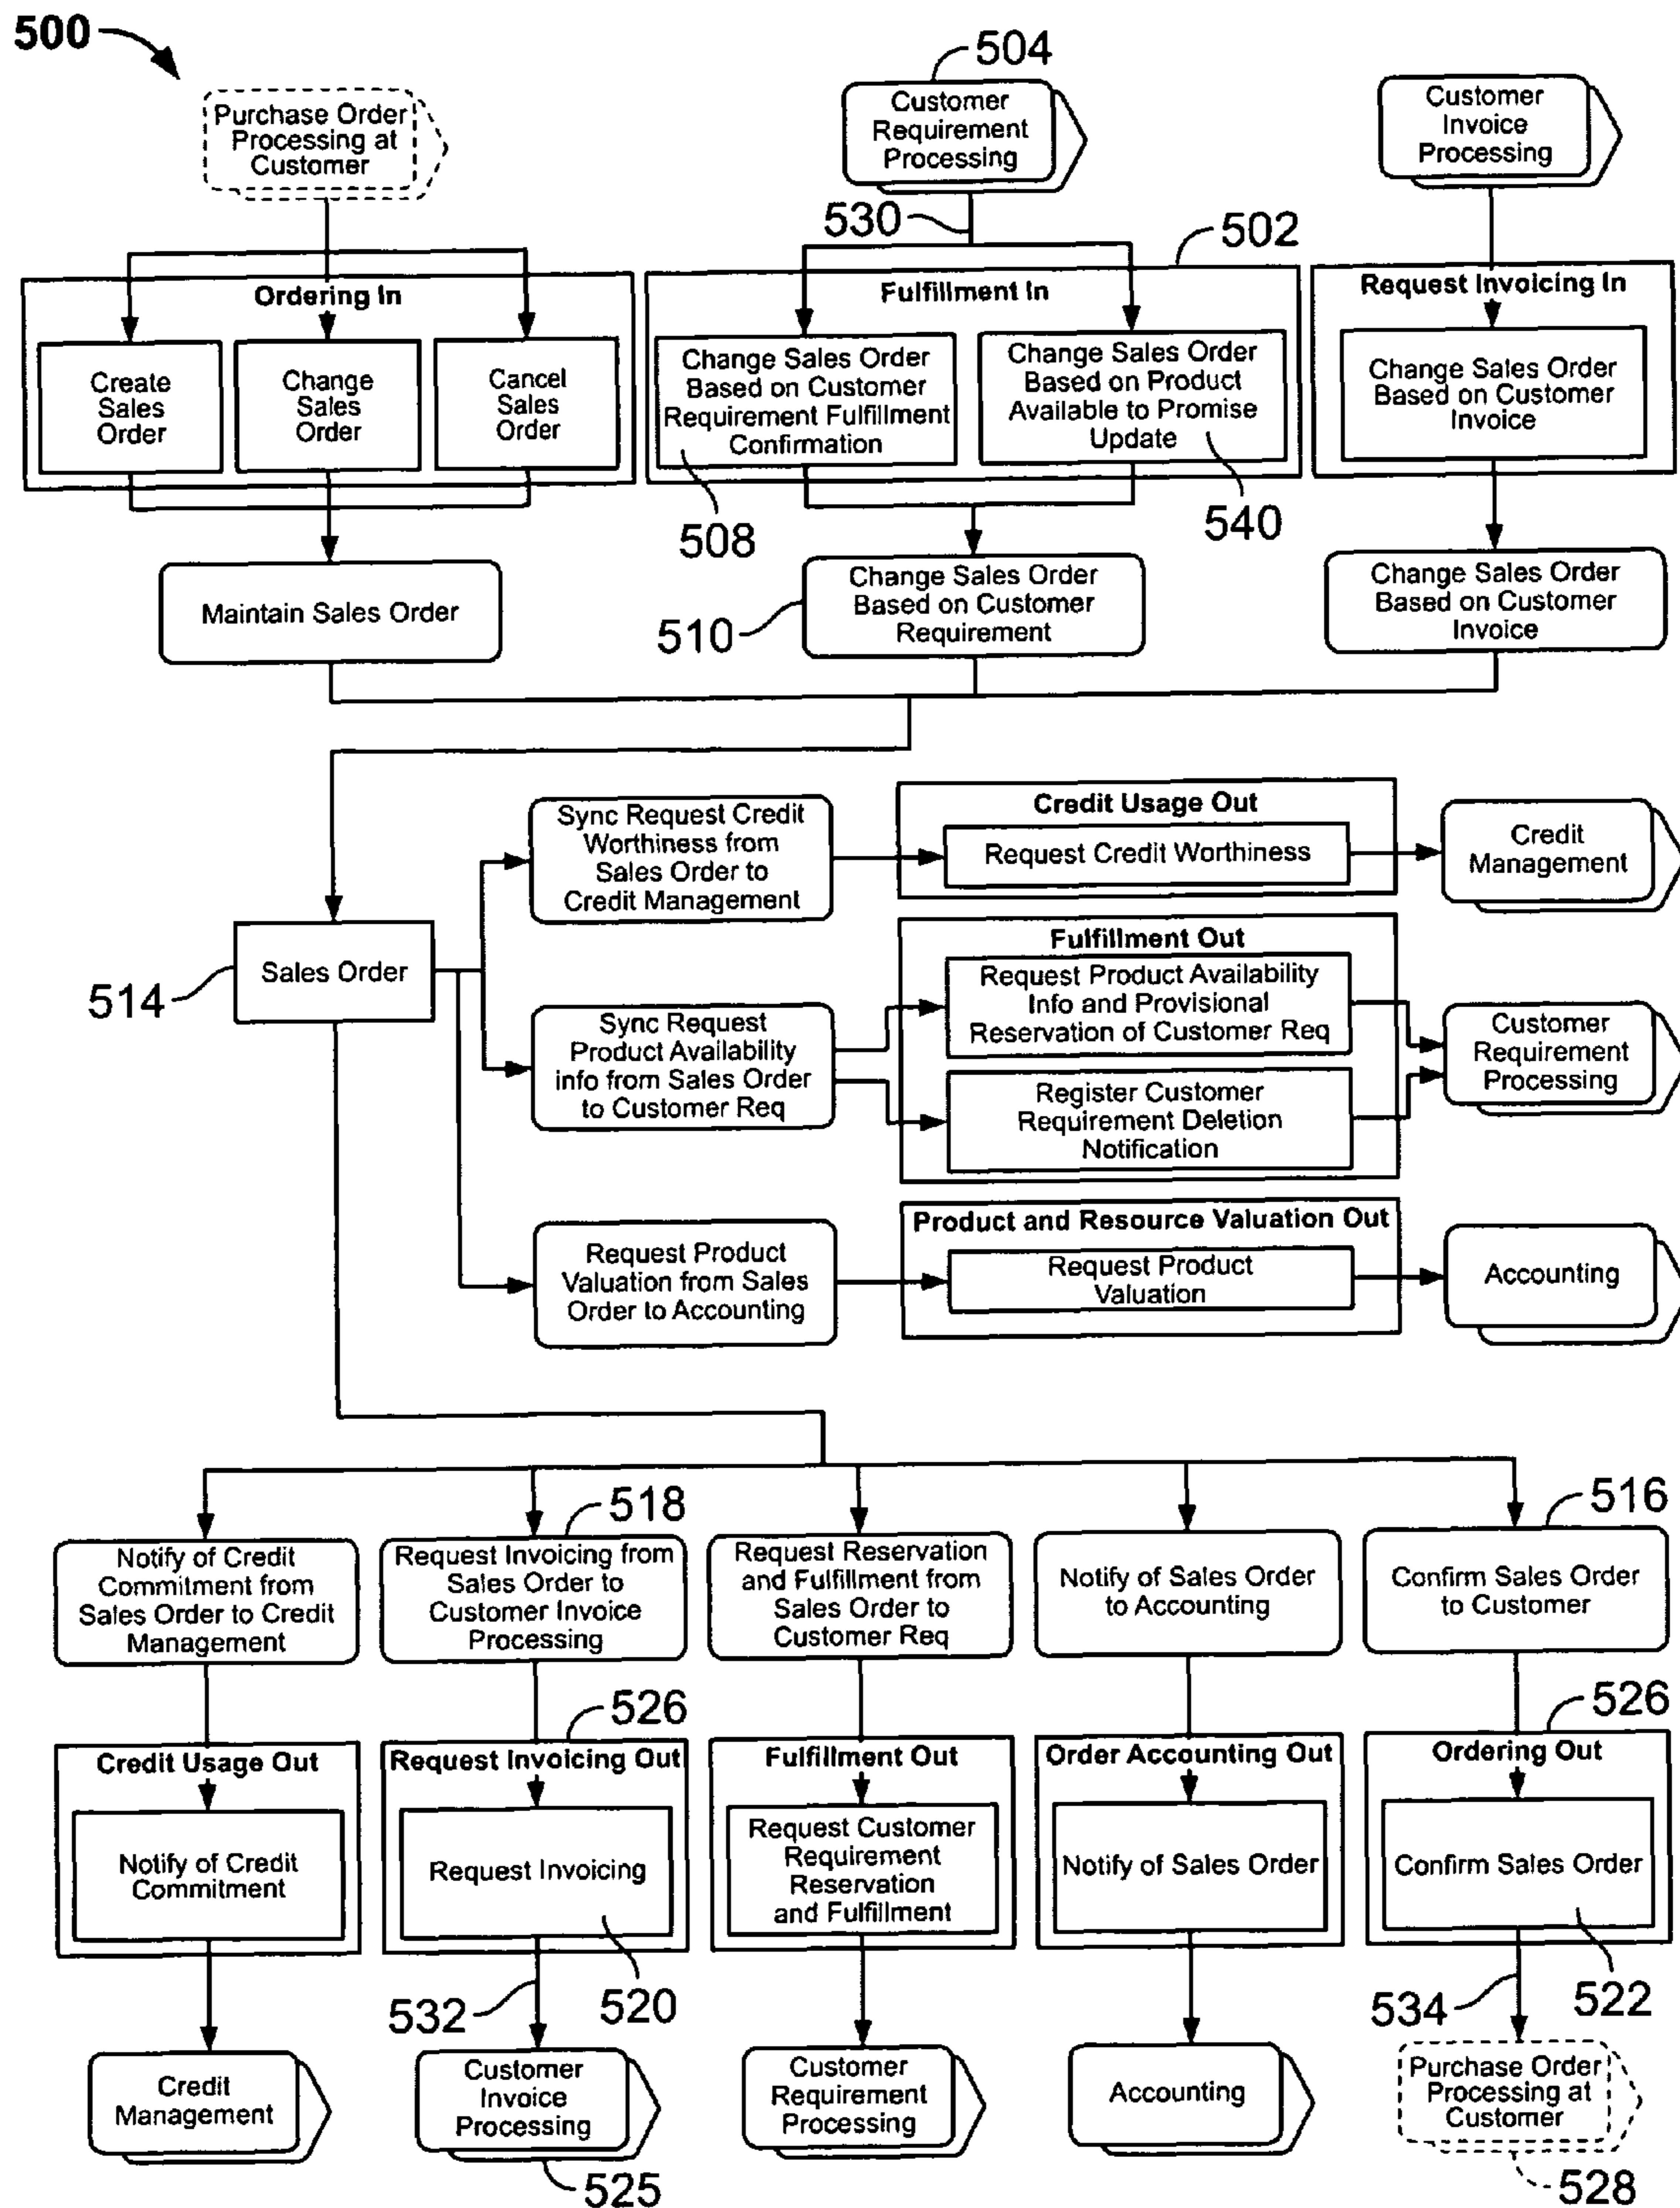 500
Purchase Order
Processing at
Customer
504
Customer
Requirement
Processing
Customer
Invoice
Processing
530
502
Ordering In
Create
Sales
Order
Change
Sales
Order
Cancel
Sales
Order
Fulfillment In
Change Sales Order
Based on Customer
Requirement Fulfillment
Confirmation
Change Sales Order
Based on Product
Available to Promise
Update
Request Invoicing In
Change Sales Order
Based on Customer
Invoice
508
540
Maintain Sales Order
510
Change Sales Order
Based on Customer
Requirement
Change Sales Order
Based on Customer
Invoice
Sync Request Credit
Worthiness from
Sales Order to
Credit Management
Credit Usage Out
Request Credit Worthiness
Credit
Management
514
Sales Order
Sync Request
Product Availability
info from Sales Order
to Customer Req
Fulfillment Out
Request Product Availability
Info and Provisional
Reservation of Customer Req
Register Customer
Requirement Deletion
Notification
Customer
Requirement
Processing
Request Product
Valuation from Sales
Order to Accounting
Product and Resource Valuation Out
Request Product
Valuation
Accounting
518
516
Notify of Credit
Commitment from
Sales Order to Credit
Management
Request Invoicing from
Sales Order to
Customer Invoice
Processing
Request Reservation
and Fulfillment from
Sales Order to
Customer Req
Notify of Sales Order
to Accounting
Confirm Sales Order
to Customer
526
526
Credit Usage Out
Notify of Credit
Commitment
Request Invoicing Out
Request Invoicing
Fulfillment Out
Request Customer
Requirement
Reservation
and Fulfillment
Order Accounting Out
Notify of Sales Order
Ordering Out
Confirm Sales Order
532
520
534
522
Credit
Management
Customer
Invoice
Processing
Customer
Requirement
Processing
Accounting
Purchase Order
Processing at
Customer
525
528